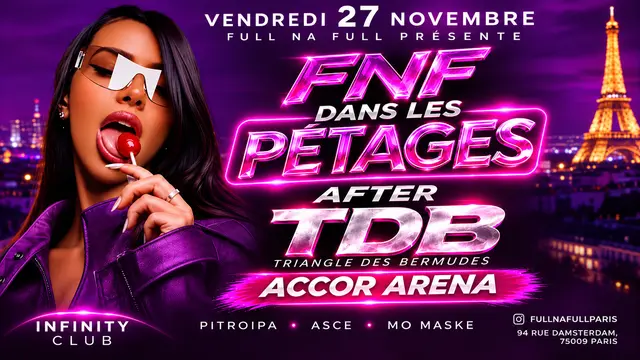 VENDREDI 27 NOVEMBRE
FULL NA FULL PRÉSENTE
FNF
DANS LES
PÉTAGES
AFTER
TDB
TRIANGLE DES BERMUDES
ACCOR ARENA
INFINITY
CLUB
PITROIPA • ASCE • MO MASKE
FULLNAFULLPARIS
94 RUE DAMSTERDAM,
75009 PARIS